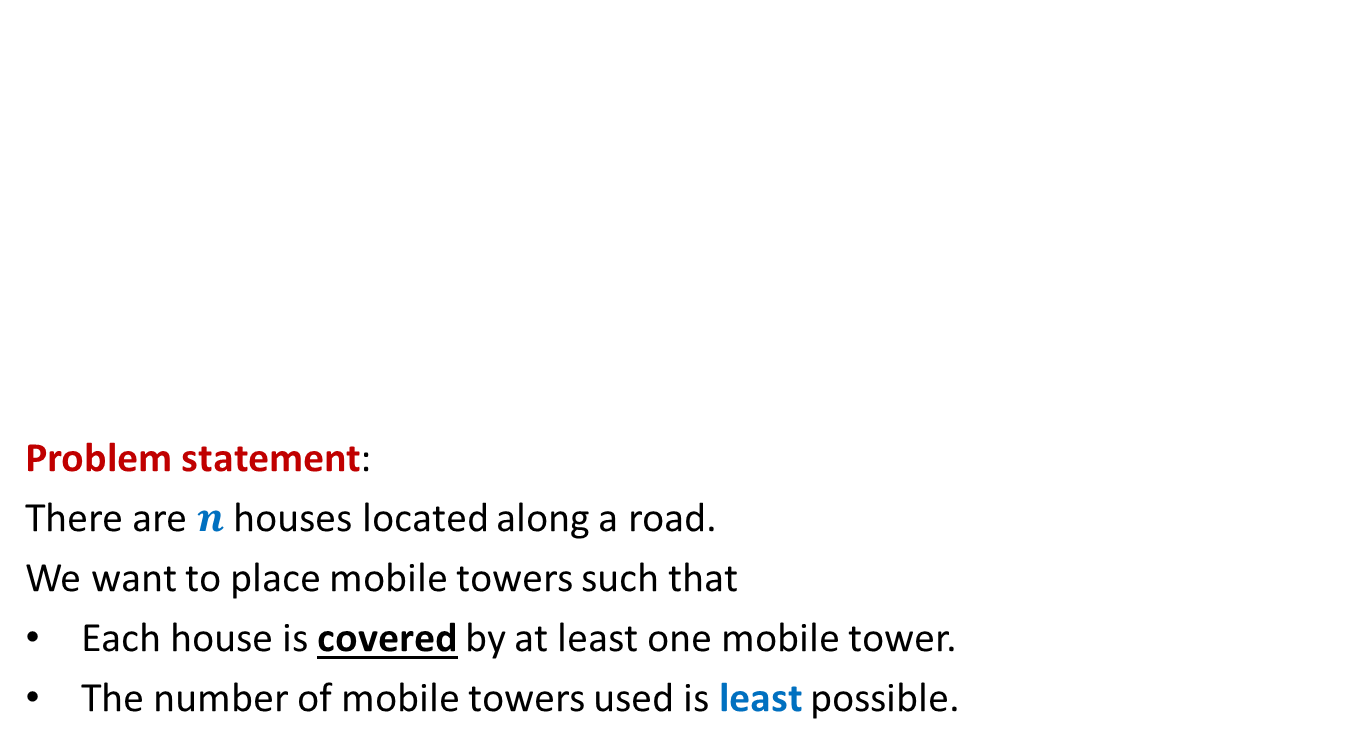 Problem statement:
There are n houses located along a road.
We want to place mobile towers such that
• Each house is covered by at least one mobile tower.
• The number of mobile towers used is least possible.